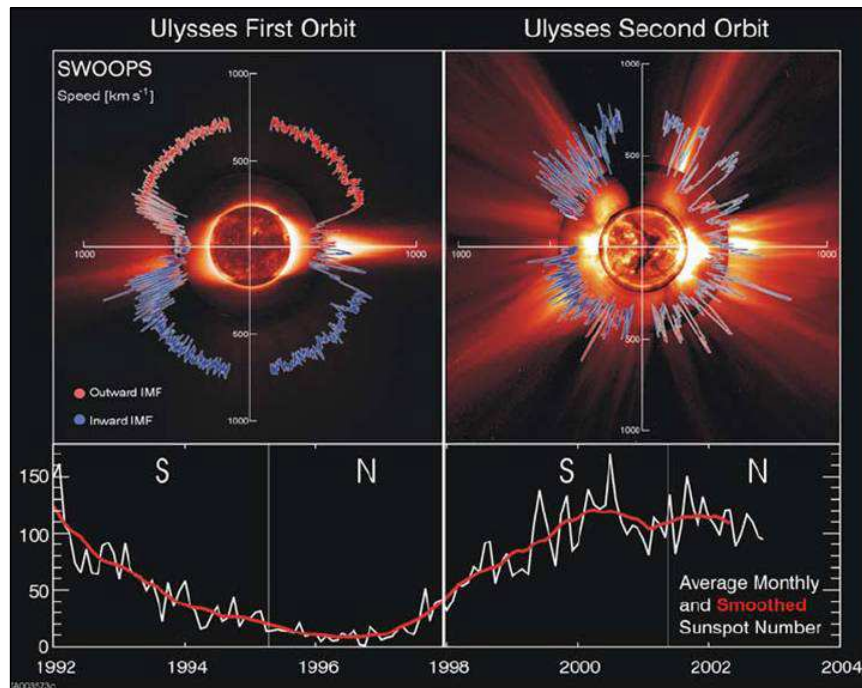 Ulysses First Orbit
Ulysses Second Orbit
SWOOPS
Speed [km s⁻¹]
1000
500
1000
1000
500
1000
Outward IMF
Inward IMF
1000
500
1000
1000
500
1000
S
N
S
N
150
100
50
0
Average Monthly
and Smoothed
Sunspot Number
1992
1994
1996
1998
2000
2002
2004